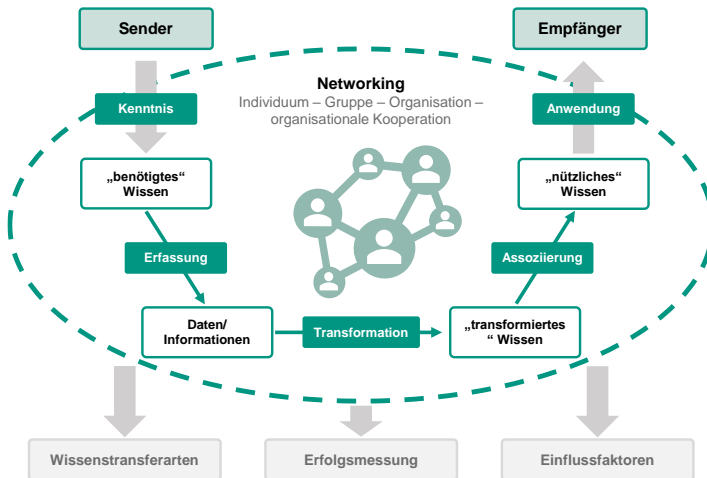 Sender
Empfänger
Networking
Individuum – Gruppe – Organisation –
organisationale Kooperation
Kenntnis
Anwendung
„benötigtes“
Wissen
„nützliches“
Wissen
Erfassung
Assoziierung
Daten/
Informationen
Transformation
„transformiertes
“ Wissen
Wissenstransferarten
Erfolgsmessung
Einflussfaktoren